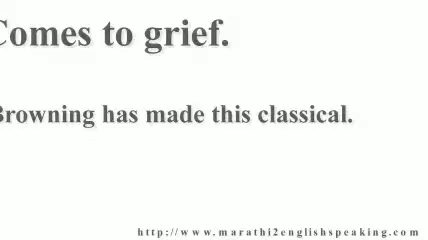 Comes to grief.
Browning has made this classical.
http://www.marathi2englishspeaking.com